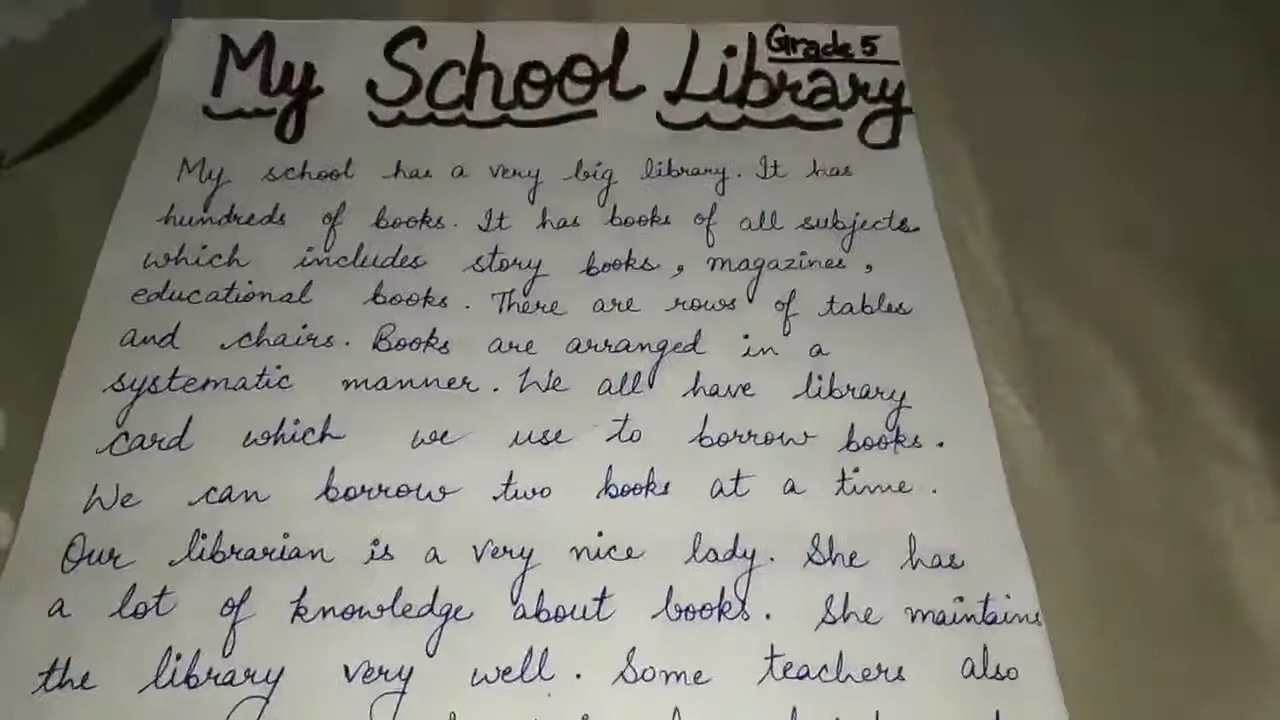 Grade 5
My School Library
My school has a very big library. It has
hundreds of books. It has books of all subjects
which includes story books, magazines,
educational books. There are rows of tables
and chairs. Books are arranged in a
systematic manner. We all have library
card which we use to borrow books.
We can borrow two books at a time.
Our librarian is a very nice lady. She has
a lot of knowledge about books. She maintains
the library very well. Some teachers also